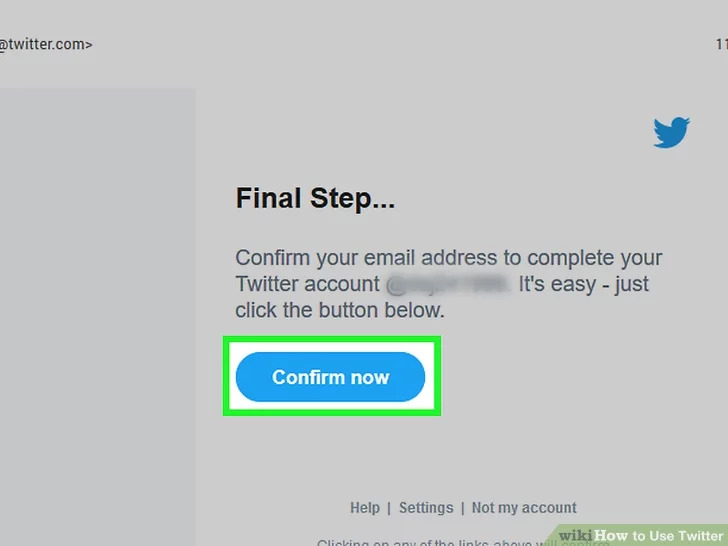 @twitter.com>
11
Final Step...
Confirm your email address to complete your
Twitter account It's easy - just
click the button below.
Confirm now
Help | Settings | Not my account
Clicking on any of the links above will confirm
wikiHow to Use Twitter